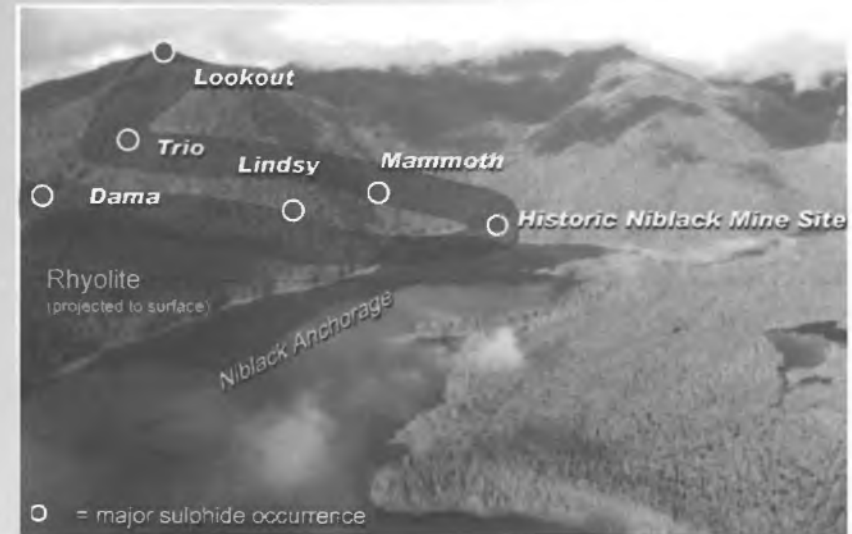 Lookout
Trio
Lindsy
Mammoth
Dama
Historic Niblack Mine Site
Rhyolite
(projected to surface)
Niblack Anchorage
O = major sulphide occurrence